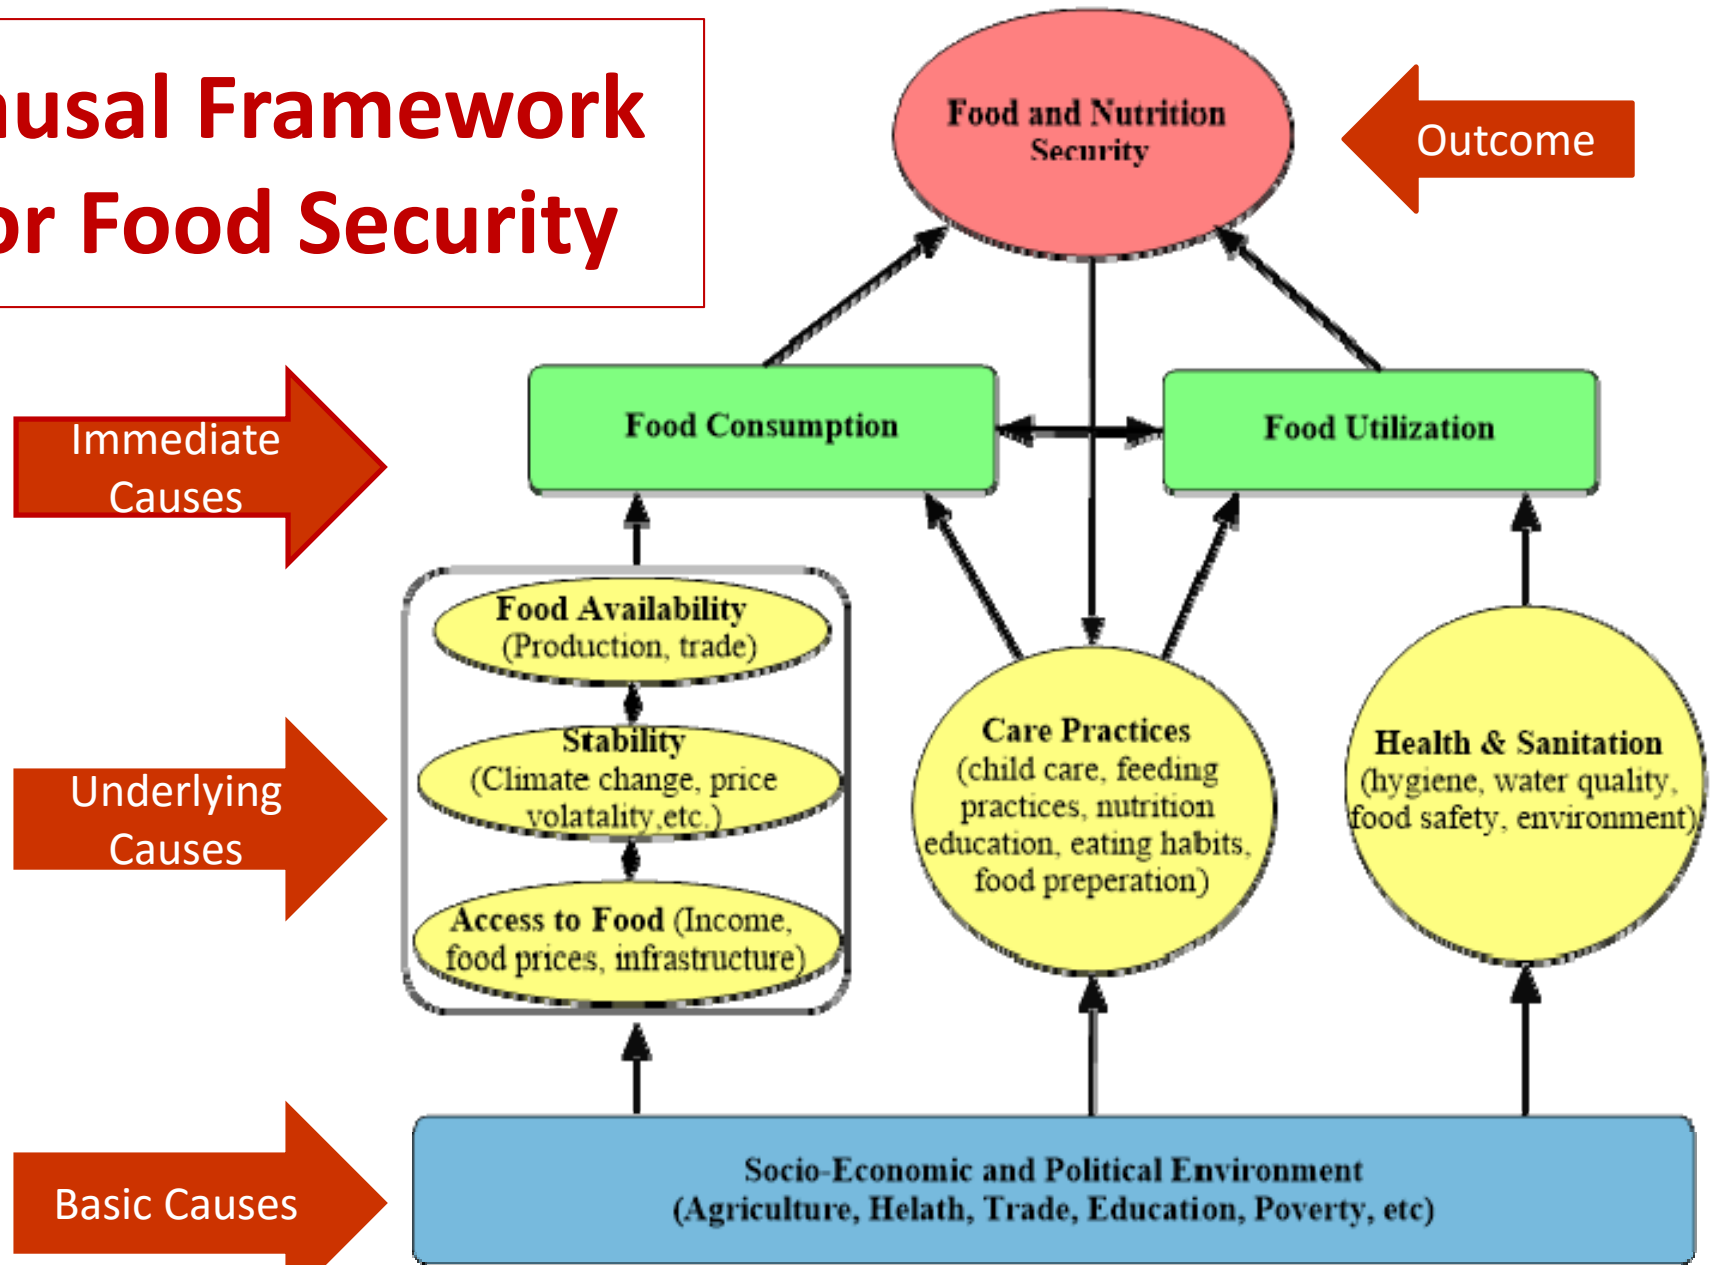 ausal Framework
or Food Security
Food and Nutrition
Security
Outcome
Immediate
Causes
Food Consumption
Food Utilization
Food Availability
(Production, trade)
Stability
(Climate change, price
volatality,etc.)
Access to Food (Income,
food prices, infrastructure)
Underlying
Causes
Care Practices
(child care, feeding
practices, nutrition
education, eating habits,
food preperation)
Health & Sanitation
(hygiene, water quality,
food safety, environment)
Basic Causes
Socio-Economic and Political Environment
(Agriculture, Helath, Trade, Education, Poverty, etc)